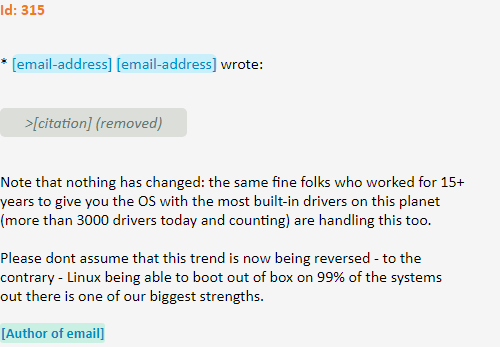 Id: 315
* [email-address] [email-address] wrote:
>[citation] (removed)
Note that nothing has changed: the same fine folks who worked for 15+
years to give you the OS with the most built-in drivers on this planet
(more than 3000 drivers today and counting) are handling this too.
Please dont assume that this trend is now being reversed - to the
contrary - Linux being able to boot out of box on 99% of the systems
out there is one of our biggest strengths.
[Author of email]